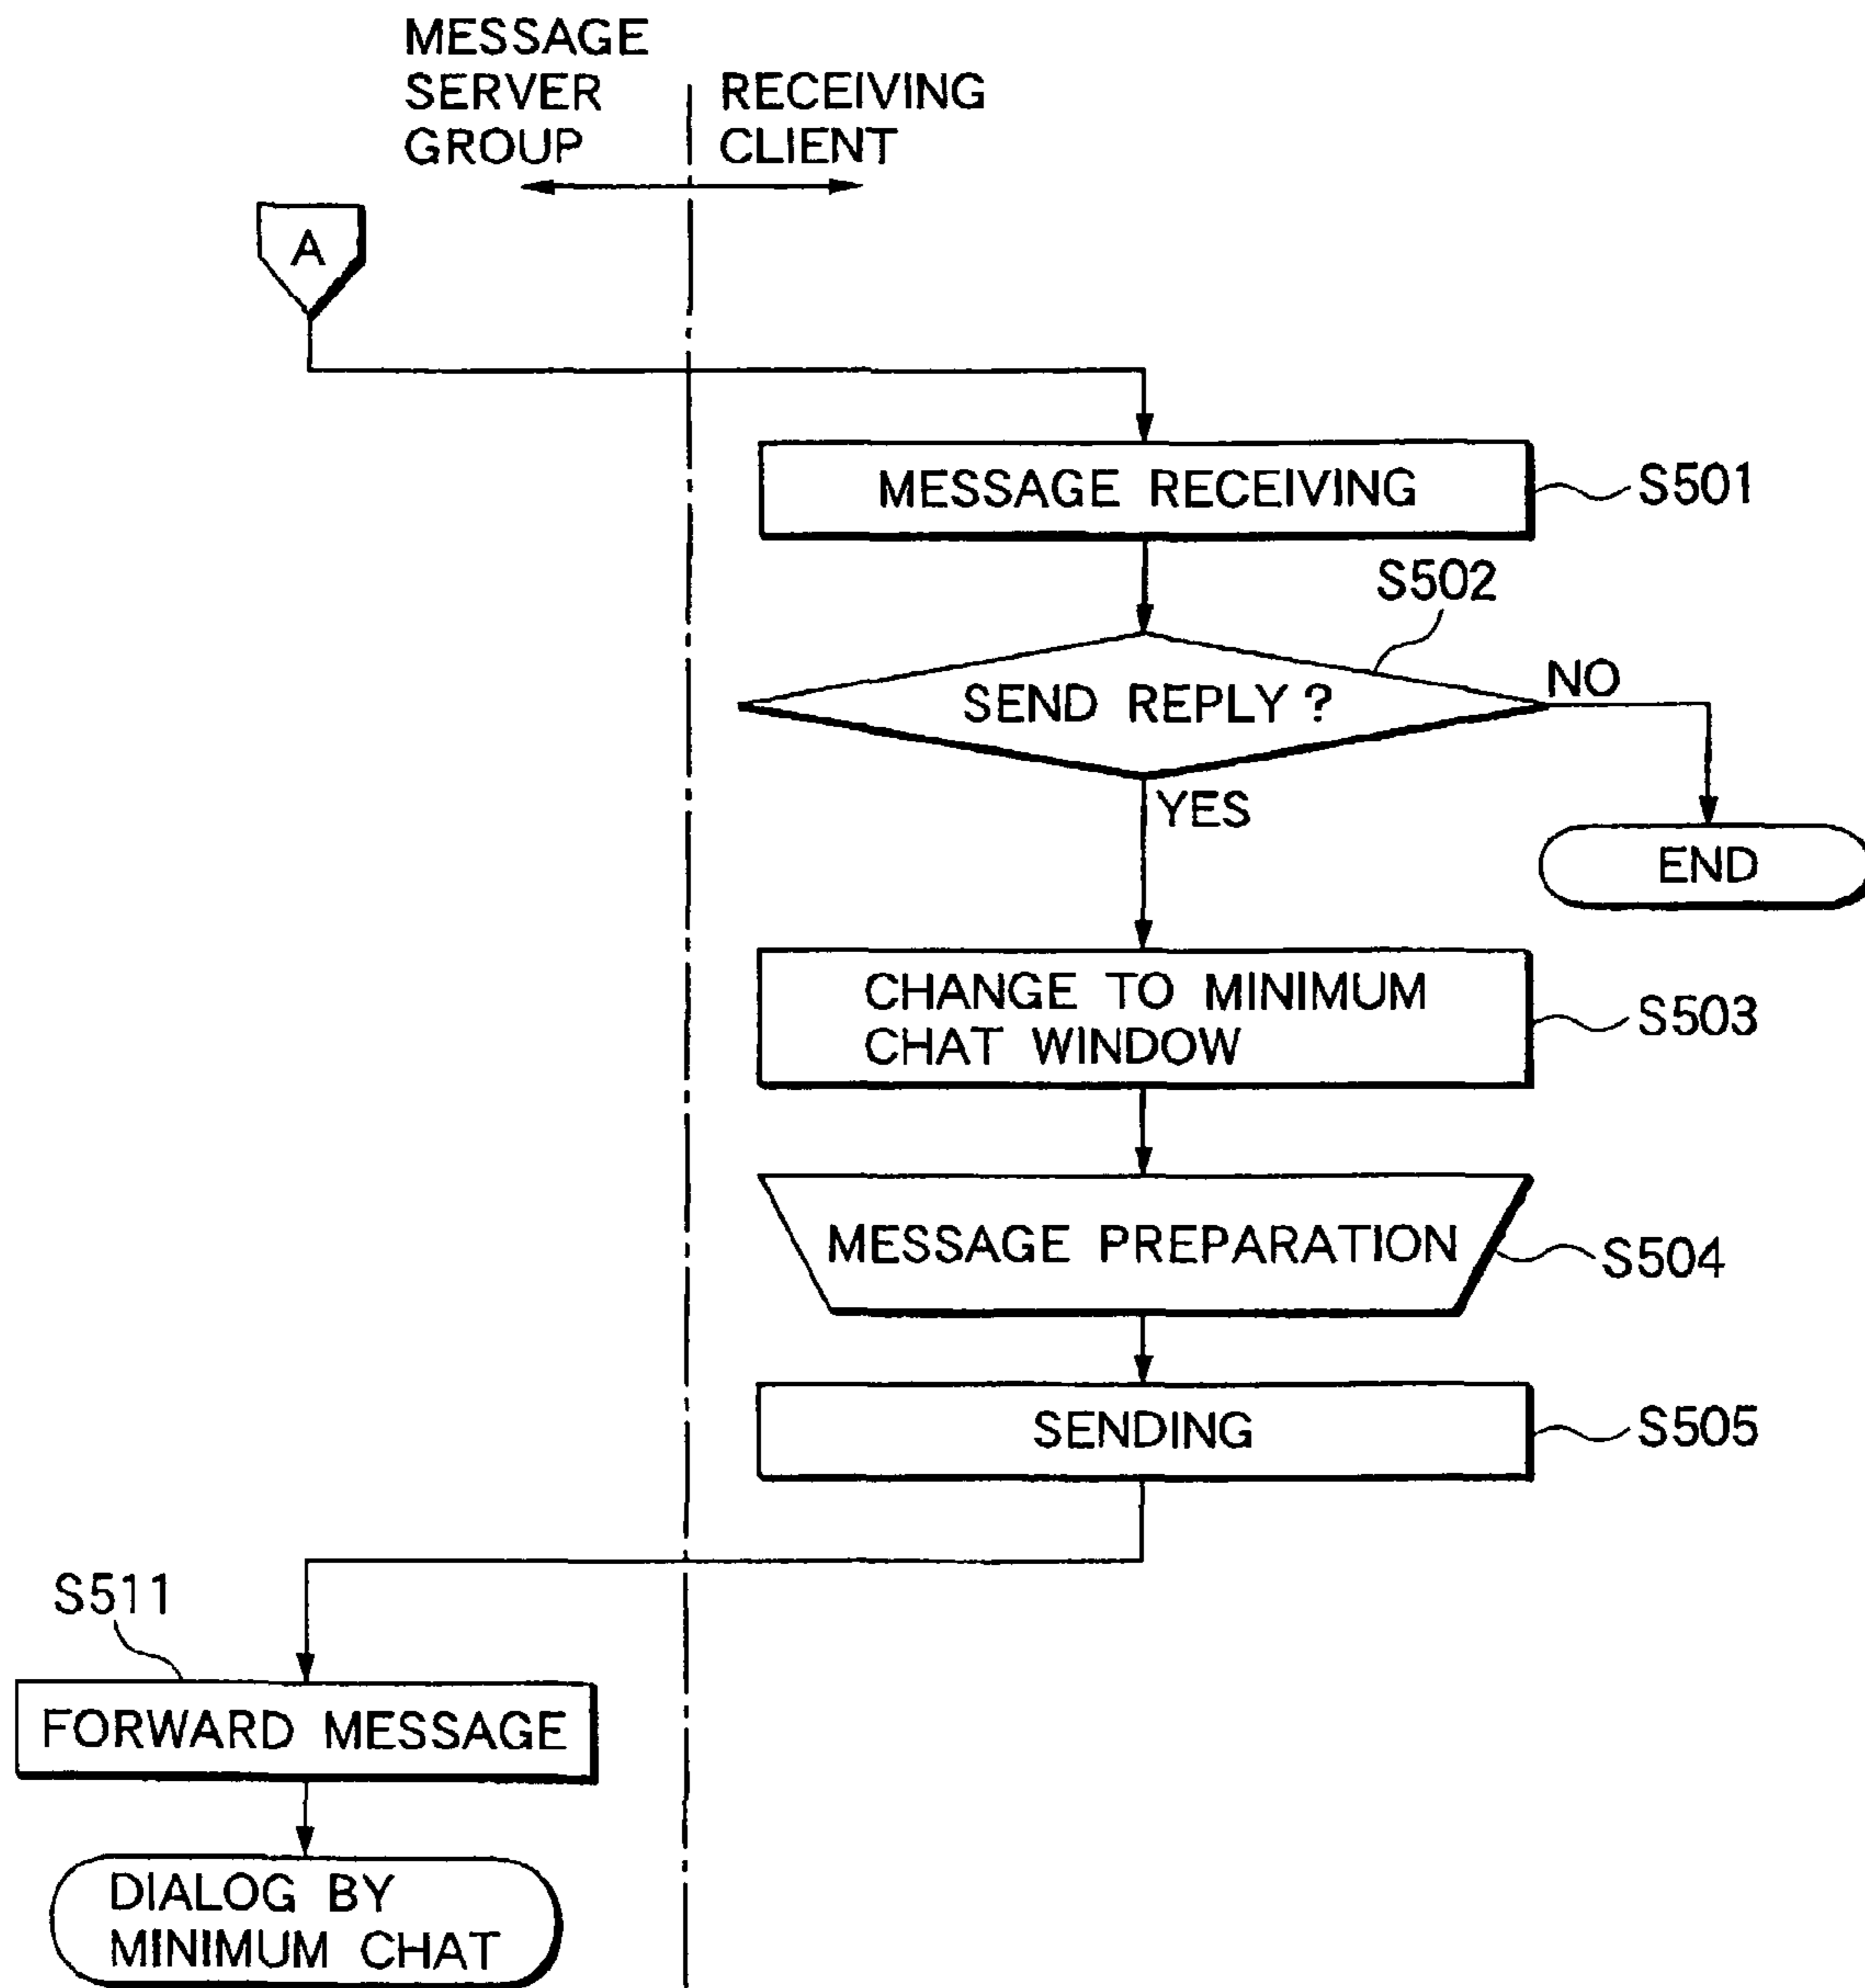 MESSAGE
SERVER
GROUP
RECEIVING
CLIENT
A
MESSAGE RECEIVING
S501
S502
SEND REPLY?
NO
YES
END
CHANGE TO MINIMUM
CHAT WINDOW
S503
MESSAGE PREPARATION
S504
SENDING
S505
S511
FORWARD MESSAGE
DIALOG BY
MINIMUM CHAT